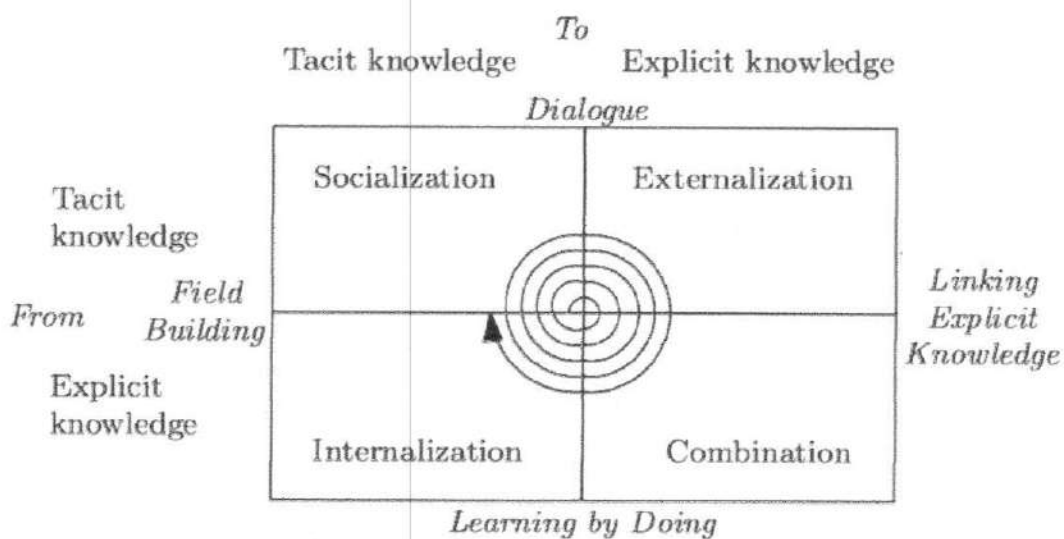 To
Tacit knowledge Explicit knowledge
Dialogue
Socialization Externalization
Tacit
knowledge
From
Field
Building
Linking
Explicit
Knowledge
Explicit
knowledge
Internalization Combination
Learning by Doing